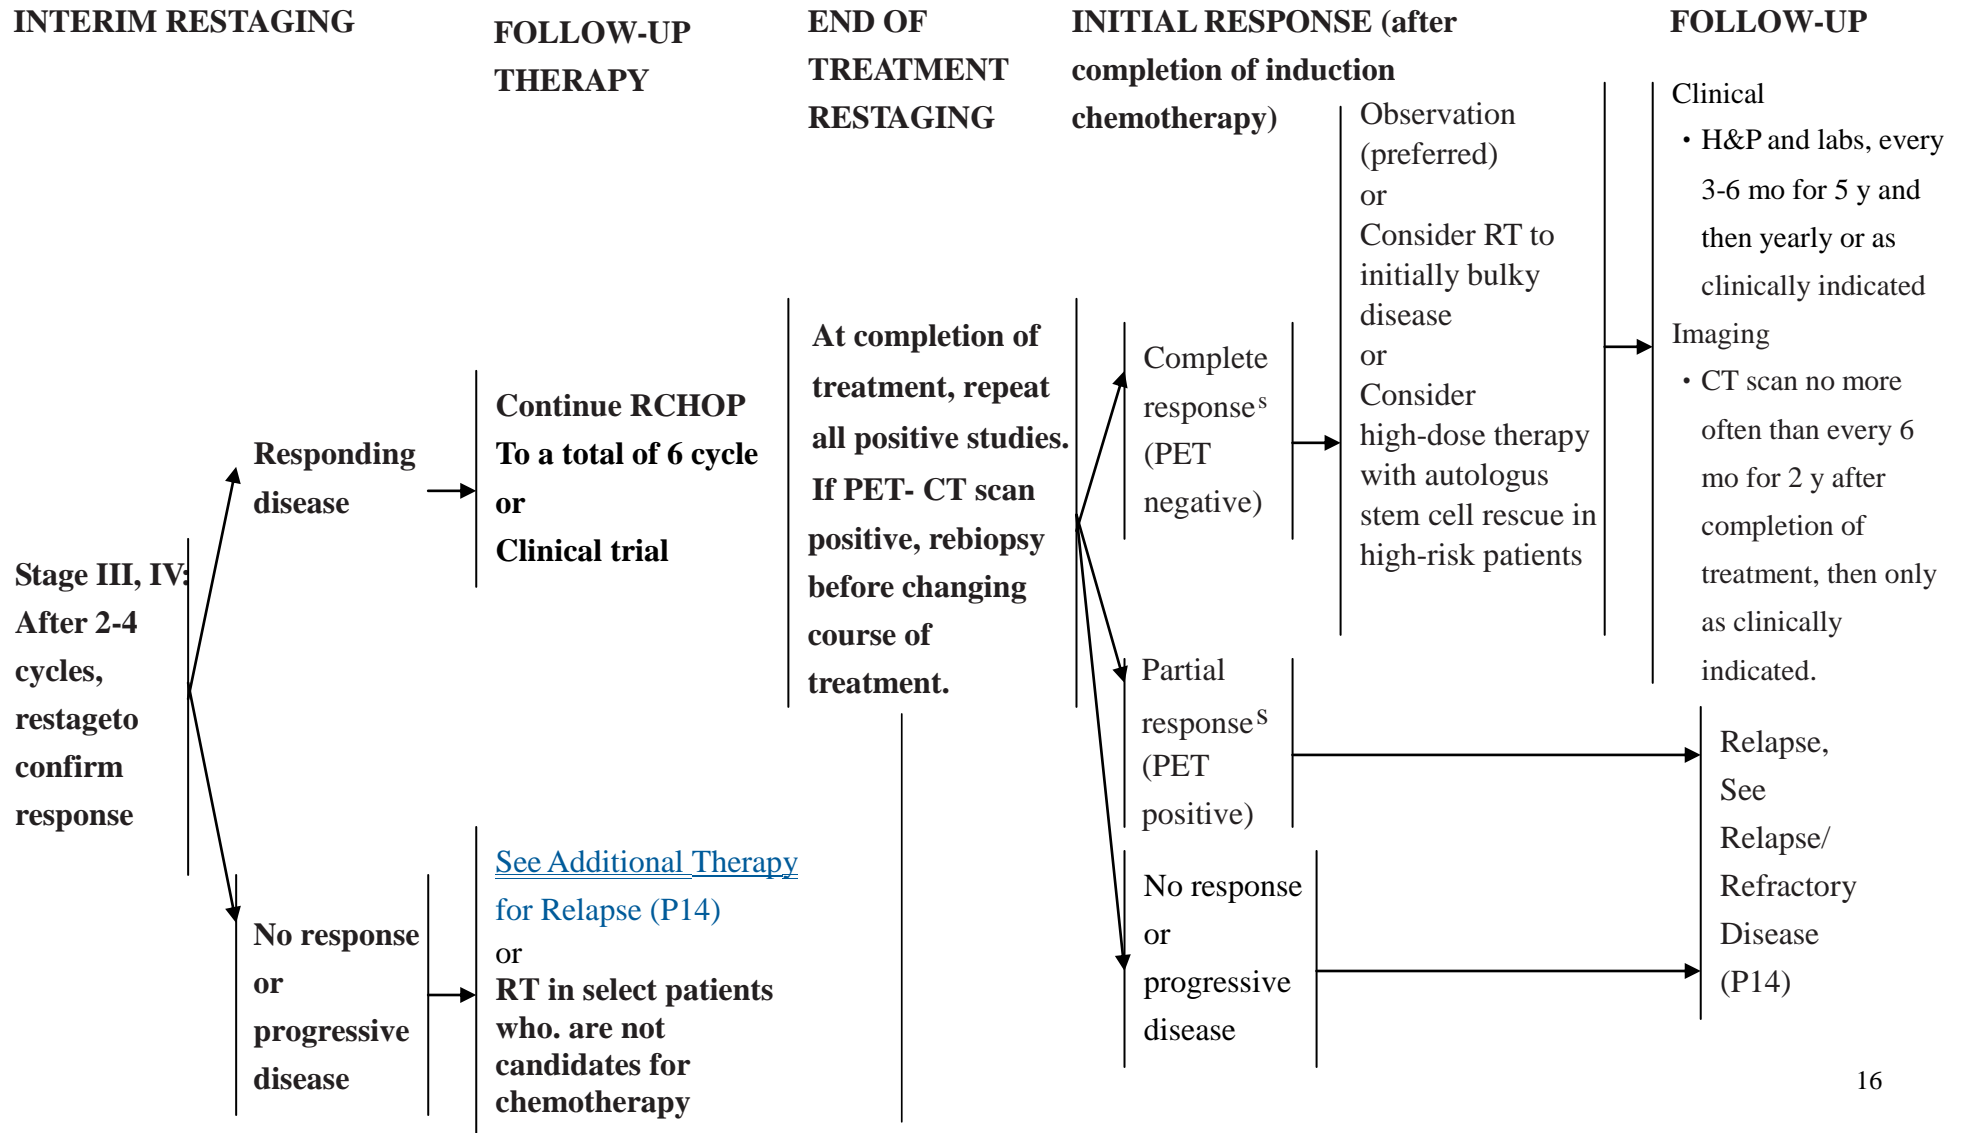 INTERIM RESTAGING
FOLLOW-UP
THERAPY
END OF
TREATMENT
RESTAGING
INITIAL RESPONSE (after
completion of induction
chemotherapy)
FOLLOW-UP
Stage III, IV:
After 2-4
cycles,
restageto
confirm
response
Responding
disease
No response
or
progressive
disease
Continue RCHOP
To a total of 6 cycle
or
Clinical trial
See Additional Therapy
for Relapse (P14)
or
RT in select patients
who. are not
candidates for
chemotherapy
At completion of
treatment, repeat
all positive studies.
If PET- CT scan
positive, rebiopsy
before changing
course of
treatment.
Complete
responseˢ
(PET
negative)
Partial
responseˢ
(PET
positive)
No response
or
progressive
disease
Observation
(preferred)
or
Consider RT to
initially bulky
disease
or
Consider
high-dose therapy
with autologus
stem cell rescue in
high-risk patients
Clinical
・H&P and labs, every
3-6 mo for 5 y and
then yearly or as
clinically indicated
Imaging
・CT scan no more
often than every 6
mo for 2 y after
completion of
treatment, then only
as clinically
indicated.
Relapse,
See
Relapse/
Refractory
Disease
(P14)
16